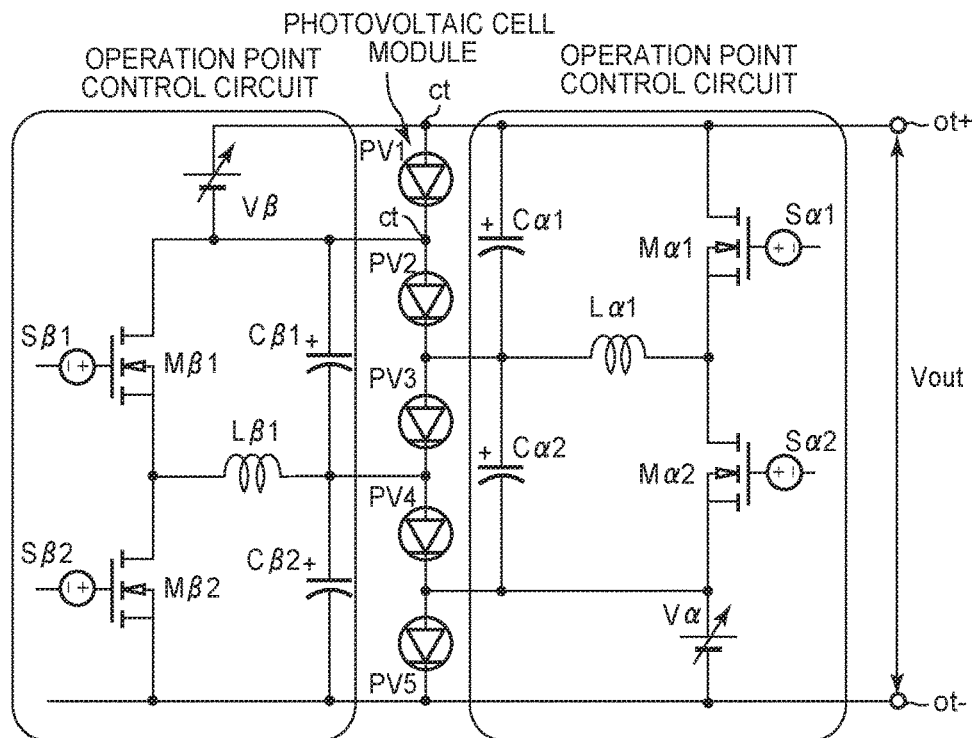 PHOTOVOLTAIC CELL
MODULE
OPERATION POINT
CONTROL CIRCUIT
OPERATION POINT
CONTROL CIRCUIT
ct
ot+
PV1
Vβ
ct
Cα1
Sα1
Mα1
PV2
Lα1
Sβ1
Cβ1
Mβ1
PV3
Vout
Lβ1
Cα2
Sα2
Mα2
PV4
Sβ2
Cβ2
Mβ2
Vα
PV5
ot-